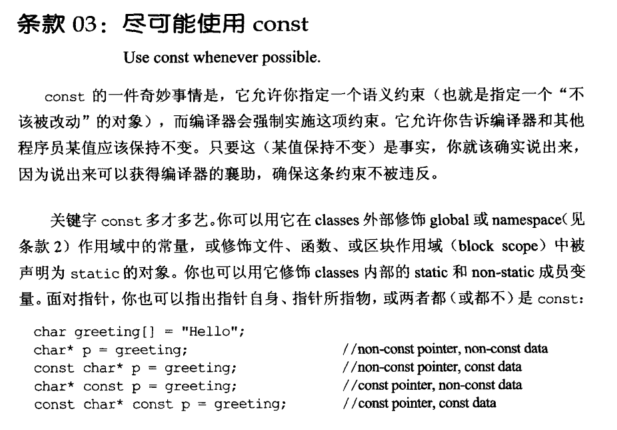 条款 03：尽可能使用 const
Use const whenever possible.
const 的一件奇妙事情是，它允许你指定一个语义约束（也就是指定一个“不
该被改动”的对象），而编译器会强制实施这项约束。它允许你告诉编译器和其他
程序员某值应该保持不变。只要这（某值保持不变）是事实，你就该确实说出来，
因为说出来可以获得编译器的襄助，确保这条约束不被违反。
关键字 const 多才多艺。你可以用它在 classes 外部修饰 global 或 namespace（见
条款 2）作用域中的常量，或修饰文件、函数、或区块作用域（block scope）中被
声明为 static 的对象。你也可以用它修饰 classes 内部的 static 和 non-static 成员变
量。面对指针，你也可以指出指针自身、指针所指物，或两者都（或都不）是 const：
char greeting[] = "Hello";
char* p = greeting; //non-const pointer, non-const data
const char* p = greeting; //non-const pointer, const data
char* const p = greeting; //const pointer, non-const data
const char* const p = greeting; //const pointer, const data